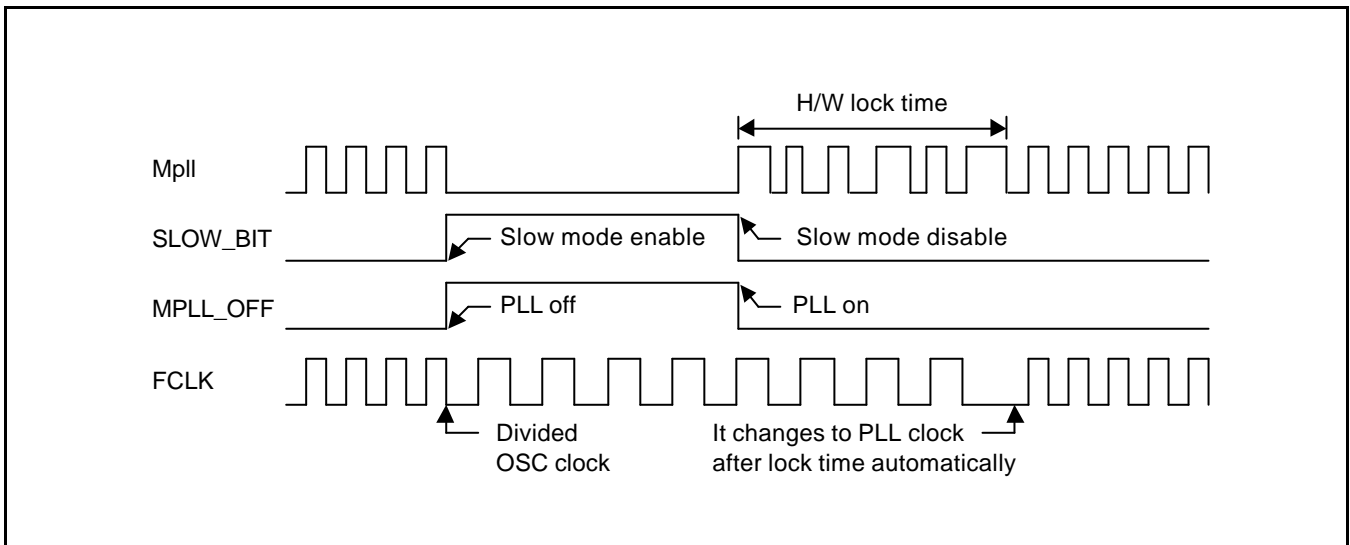 H/W lock time
Mpll
SLOW_BIT
Slow mode enable
Slow mode disable
MPLL_OFF
PLL off
PLL on
FCLK
Divided
OSC clock
It changes to PLL clock
after lock time automatically